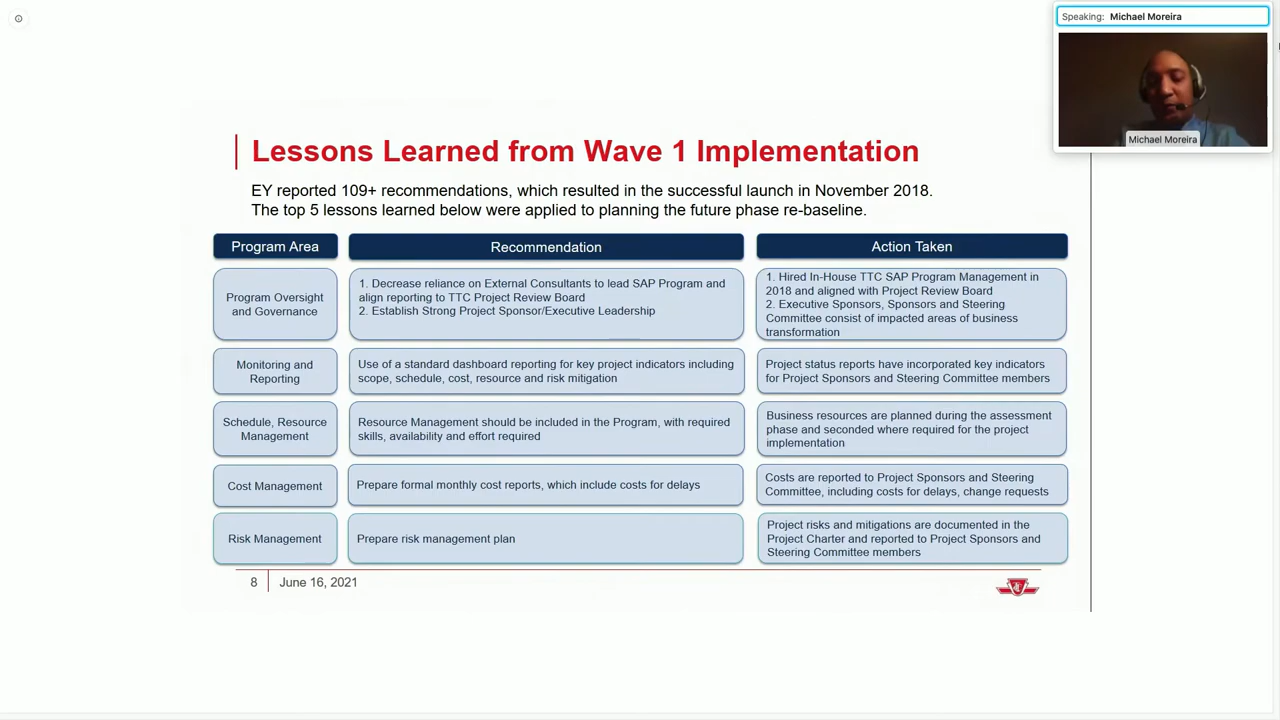 Speaking: Michael Moreira
Michael Moreira
Lessons Learned from Wave 1 Implementation
EY reported 109+ recommendations, which resulted in the successful launch in November 2018.
The top 5 lessons learned below were applied to planning the future phase re-baseline.
Program Area
Recommendation
Action Taken
Program Oversight
and Governance
1. Decrease reliance on External Consultants to lead SAP Program and
align reporting to TTC Project Review Board
2. Establish Strong Project Sponsor/Executive Leadership
1. Hired In-House TTC SAP Program Management in
2018 and aligned with Project Review Board
2. Executive Sponsors, Sponsors and Steering
Committee consist of impacted areas of business
transformation
Monitoring and
Reporting
Use of a standard dashboard reporting for key project indicators including
scope, schedule, cost, resource and risk mitigation
Project status reports have incorporated key indicators
for Project Sponsors and Steering Committee members
Schedule, Resource
Management
Resource Management should be included in the Program, with required
skills, availability and effort required
Business resources are planned during the assessment
phase and seconded where required for the project
implementation
Cost Management
Prepare formal monthly cost reports, which include costs for delays
Costs are reported to Project Sponsors and Steering
Committee, including costs for delays, change requests
Risk Management
Prepare risk management plan
Project risks and mitigations are documented in the
Project Charter and reported to Project Sponsors and
Steering Committee members
8
June 16, 2021